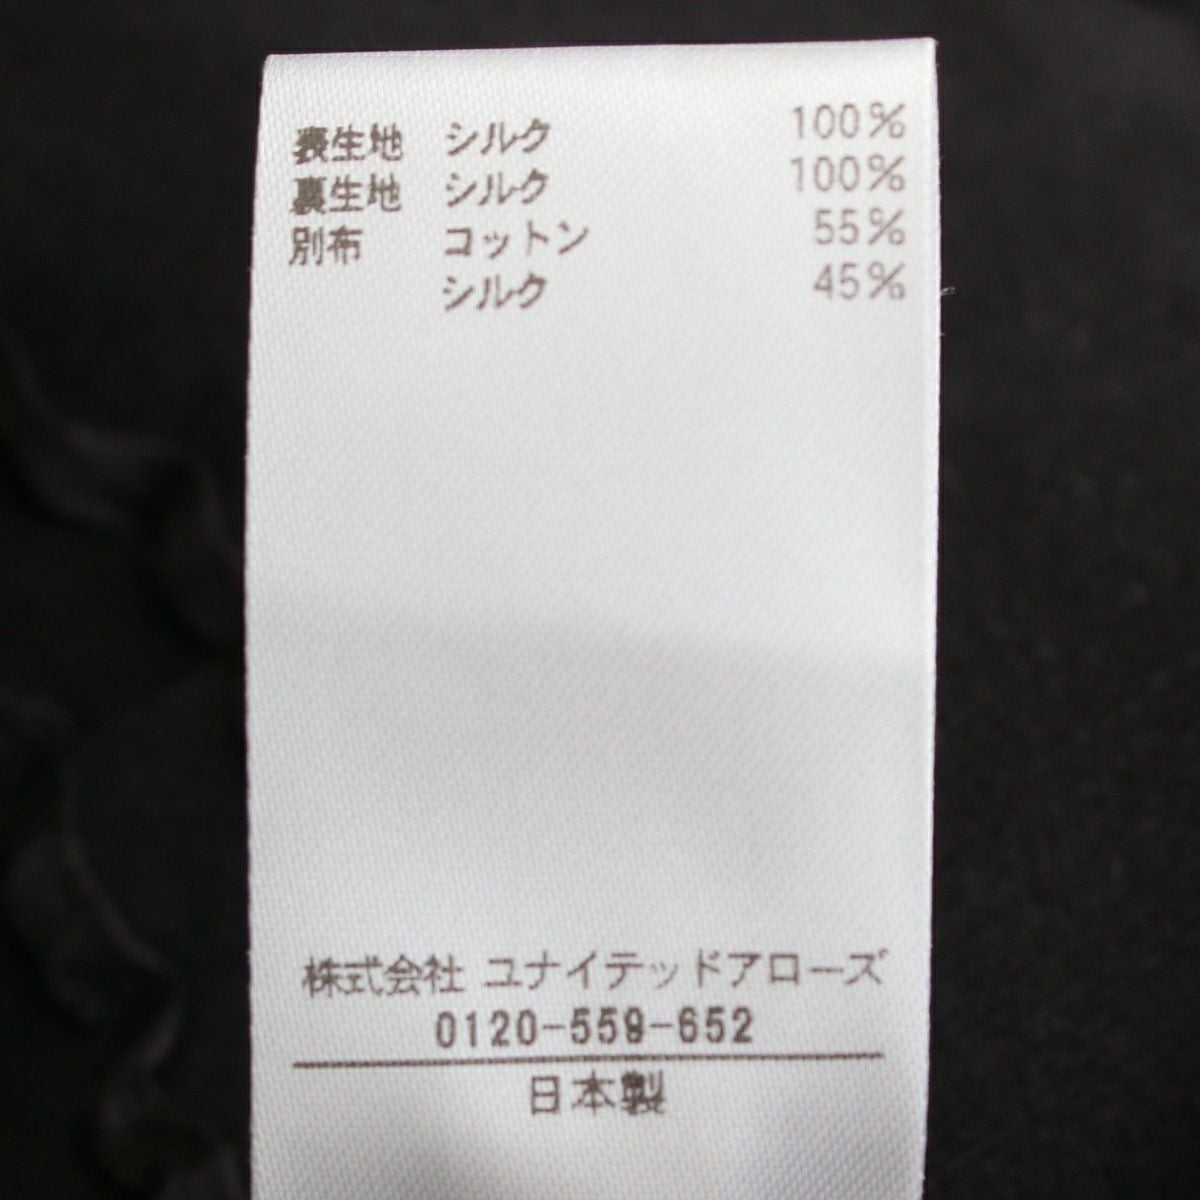 表生地 シルク 100%
裏生地 シルク 100%
別布 コットン 55%
シルク 45%
株式会社 ユナイテッドアローズ
0120-559-652
日本製